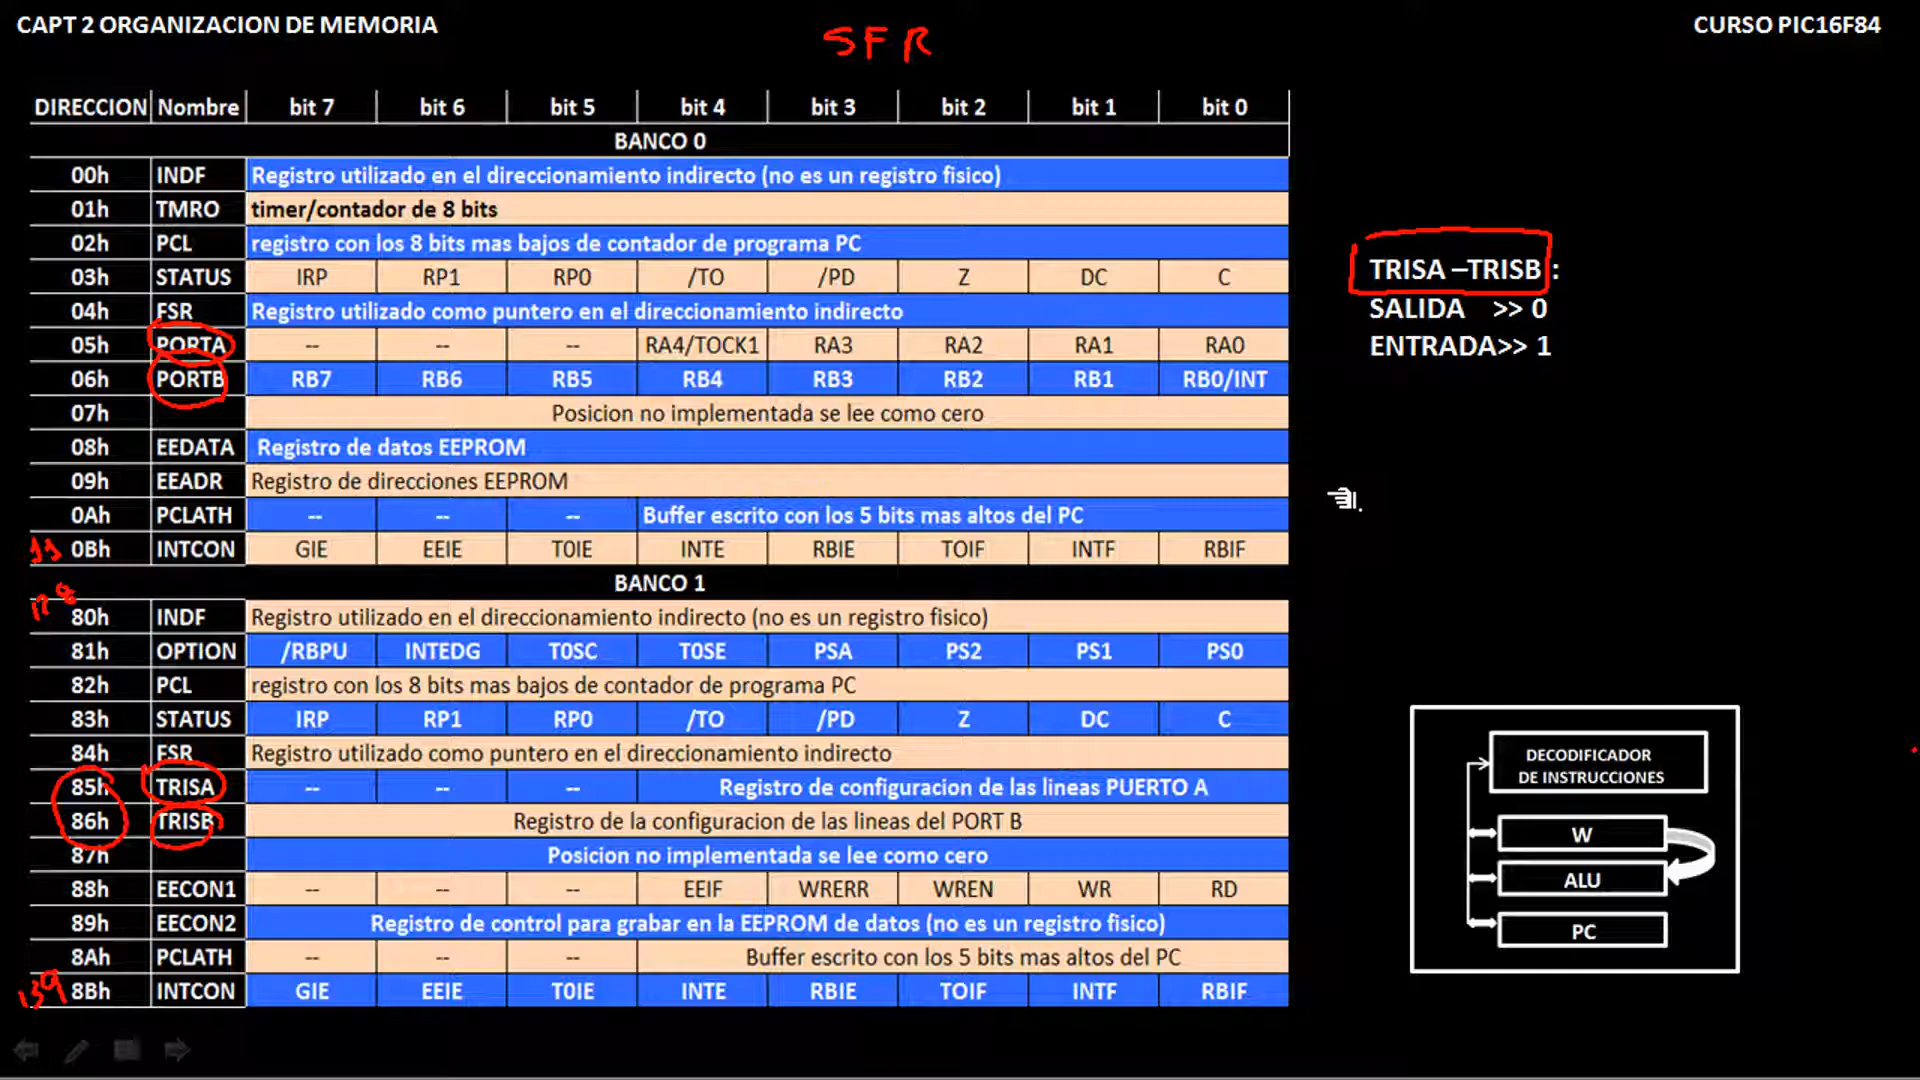 CAPT 2 ORGANIZACION DE MEMORIA
SFR
CURSO PIC16F84
DIRECCION Nombre bit 7 bit 6 bit 5 bit 4 bit 3 bit 2 bit 1 bit 0
BANCO 0
00h INDF Registro utilizado en el direccionamiento indirecto (no es un registro fisico)
01h TMRO timer/contador de 8 bits
02h PCL registro con los 8 bits mas bajos de contador de programa PC
03h STATUS IRP RP1 RP0 /TO /PD Z DC C
04h FSR Registro utilizado como puntero en el direccionamiento indirecto
05h PORTA -- -- -- RA4/TOCK1 RA3 RA2 RA1 RA0
06h PORTB RB7 RB6 RB5 RB4 RB3 RB2 RB1 RB0/INT
07h Posicion no implementada se lee como cero
08h EEDATA Registro de datos EEPROM
09h EEADR Registro de direcciones EEPROM
0Ah PCLATH -- -- -- Buffer escrito con los 5 bits mas altos del PC
11 0Bh INTCON GIE EEIE T0IE INTE RBIE TOIF INTF RBIF
BANCO 1
128
80h INDF Registro utilizado en el direccionamiento indirecto (no es un registro fisico)
81h OPTION /RBPU INTEDG T0SC T0SE PSA PS2 PS1 PS0
82h PCL registro con los 8 bits mas bajos de contador de programa PC
83h STATUS IRP RP1 RP0 /TO /PD Z DC C
84h FSR Registro utilizado como puntero en el direccionamiento indirecto
85h TRISA -- -- -- Registro de configuracion de las lineas PUERTO A
86h TRISB Registro de la configuracion de las lineas del PORT B
87h Posicion no implementada se lee como cero
88h EECON1 -- -- -- EEIF WRERR WREN WR RD
89h EECON2 Registro de control para grabar en la EEPROM de datos (no es un registro fisico)
8Ah PCLATH -- -- -- Buffer escrito con los 5 bits mas altos del PC
139 8Bh INTCON GIE EEIE T0IE INTE RBIE TOIF INTF RBIF
TRISA –TRISB :
SALIDA >> 0
ENTRADA>> 1
DECODIFICADOR
DE INSTRUCCIONES
W
ALU
PC